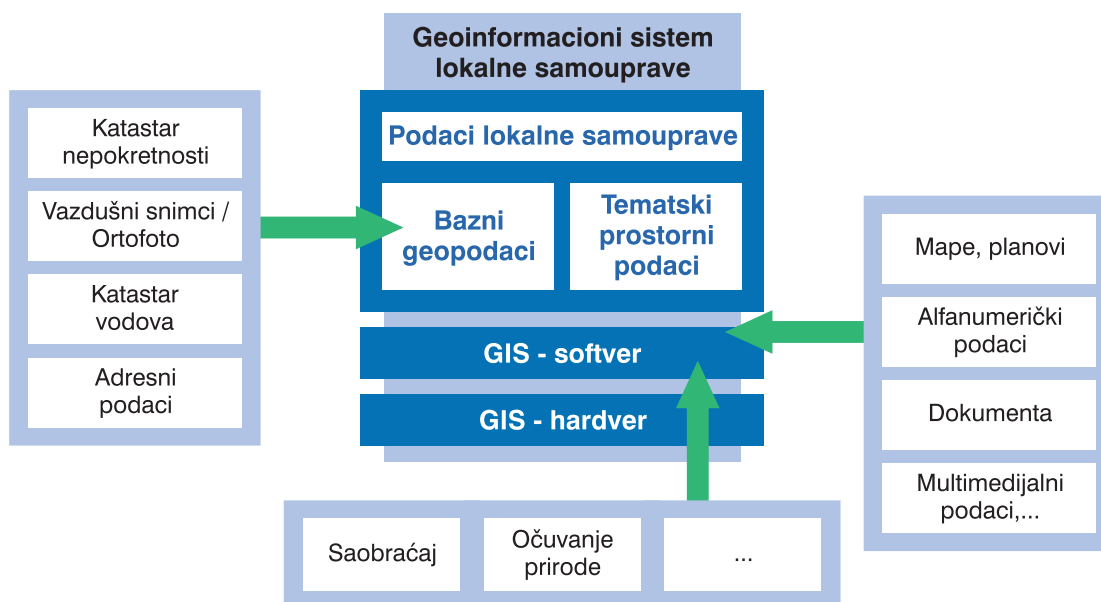 Geoinformacioni sistem
lokalne samouprave
Katastar
nepokretnosti
Vazdušni snimci /
Ortofoto
Katastar
vodova
Adresni
podaci
Podaci lokalne samouprave
Bazni
geopodaci
Tematski
prostorni
podaci
GIS - softver
GIS - hardver
Mape, planovi
Alfanumerički
podaci
Dokumenta
Multimedijalni
podaci,...
Saobraćaj
Očuvanje
prirode
...